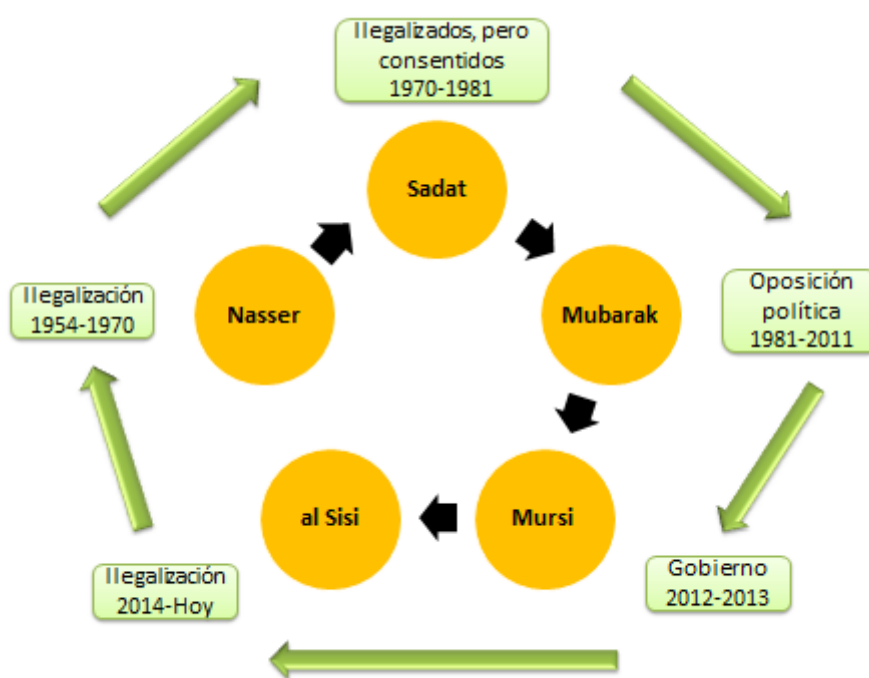 Ilegalizados, pero
consentidos
1970-1981
Sadat
Ilegalización
1954-1970
Nasser
Mubarak
Oposición
política
1981-2011
al Sisi
Mursi
Ilegalización
2014-Hoy
Gobierno
2012-2013